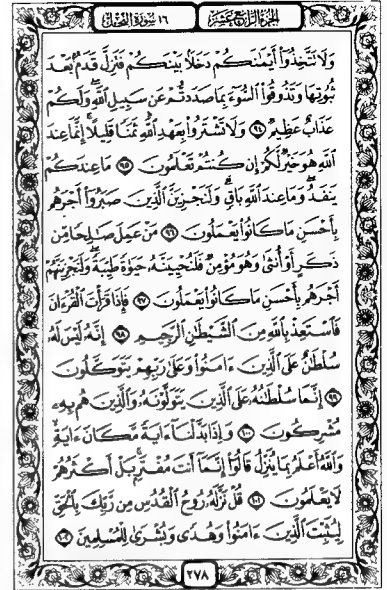 الجزء الرابع عشر ١٦ سورة النحل
وَلَا تَتَّخِذُوٓا۟ أَيْمَٰنَكُمْ دَخَلًۢا بَيْنَكُمْ فَتَزِلَّ قَدَمٌۢ بَعْدَ
ثُبُوتِهَا وَتَذُوقُوا۟ ٱلسُّوٓءَ بِمَا صَدَدتُّمْ عَن سَبِيلِ ٱللَّهِ وَلَكُمْ
عَذَابٌ عَظِيمٌ ٩٤ وَلَا تَشْتَرُوا۟ بِعَهْدِ ٱللَّهِ ثَمَنًا قَلِيلًا إِنَّمَا عِندَ
ٱللَّهِ هُوَ خَيْرٌ لَّكُمْ إِن كُنتُمْ تَعْلَمُونَ ٩٥ مَا عِندَكُمْ
يَنفَدُ وَمَا عِندَ ٱللَّهِ بَاقٍ وَلَنَجْزِيَنَّ ٱلَّذِينَ صَبَرُوٓا۟ أَجْرَهُم
بِأَحْسَنِ مَا كَانُوا۟ يَعْمَلُونَ ٩٦ مَنْ عَمِلَ صَٰلِحًا مِّن
ذَكَرٍ أَوْ أُنثَىٰ وَهُوَ مُؤْمِنٌ فَلَنُحْيِيَنَّهُۥ حَيَوٰةً طَيِّبَةً وَلَنَجْزِيَنَّهُمْ
أَجْرَهُم بِأَحْسَنِ مَا كَانُوا۟ يَعْمَلُونَ ٩٧ فَإِذَا قَرَأْتَ ٱلْقُرْءَانَ
فَٱسْتَعِذْ بِٱللَّهِ مِنَ ٱلشَّيْطَٰنِ ٱلرَّجِيمِ ٩٨ إِنَّهُۥ لَيْسَ لَهُۥ
سُلْطَٰنٌ عَلَى ٱلَّذِينَ ءَامَنُوا۟ وَعَلَىٰ رَبِّهِمْ يَتَوَكَّلُونَ
٩٩ إِنَّمَا سُلْطَٰنُهُۥ عَلَى ٱلَّذِينَ يَتَوَلَّوْنَهُۥ وَٱلَّذِينَ هُم بِهِۦ
مُشْرِكُونَ ١٠٠ وَإِذَا بَدَّلْنَآ ءَايَةً مَّكَانَ ءَايَةٍ
وَٱللَّهُ أَعْلَمُ بِمَا يُنَزِّلُ قَالُوٓا۟ إِنَّمَآ أَنتَ مُفْتَرٍۭ بَلْ أَكْثَرُهُمْ
لَا يَعْلَمُونَ ١٠١ قُلْ نَزَّلَهُۥ رُوحُ ٱلْقُدُسِ مِن رَّبِّكَ بِٱلْحَقِّ
لِيُثَبِّتَ ٱلَّذِينَ ءَامَنُوا۟ وَهُدًى وَبُشْرَىٰ لِلْمُسْلِمِينَ ١٠٢
٢٧٨